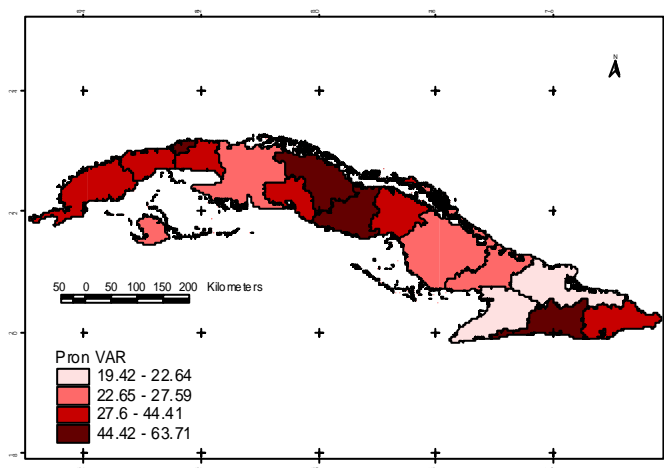 N
50 0 50 100 150 200 Kilometers
Pron VAR
19.42 - 22.64
22.65 - 27.59
27.6 - 44.41
44.42 - 63.71